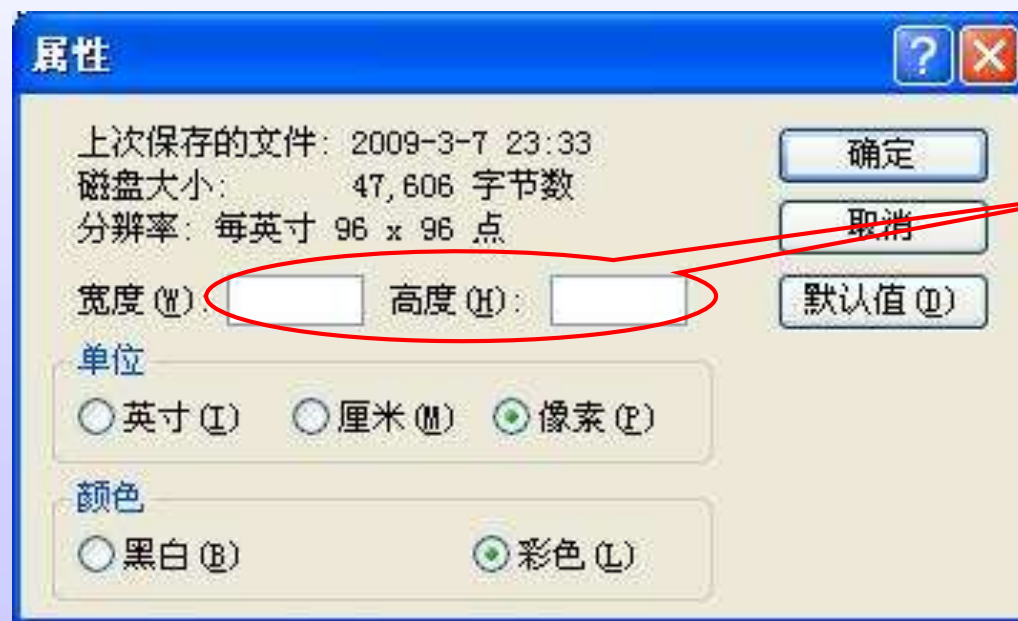 属性
上次保存的文件: 2009-3-7 23:33
磁盘大小: 47,606 字节数
分辨率: 每英寸 96 x 96 点
宽度(W): 高度(H):
单位
英寸(I) 厘米(M) 像素(P)
颜色
黑白(B) 彩色(L)
确定
取消
默认值(D)